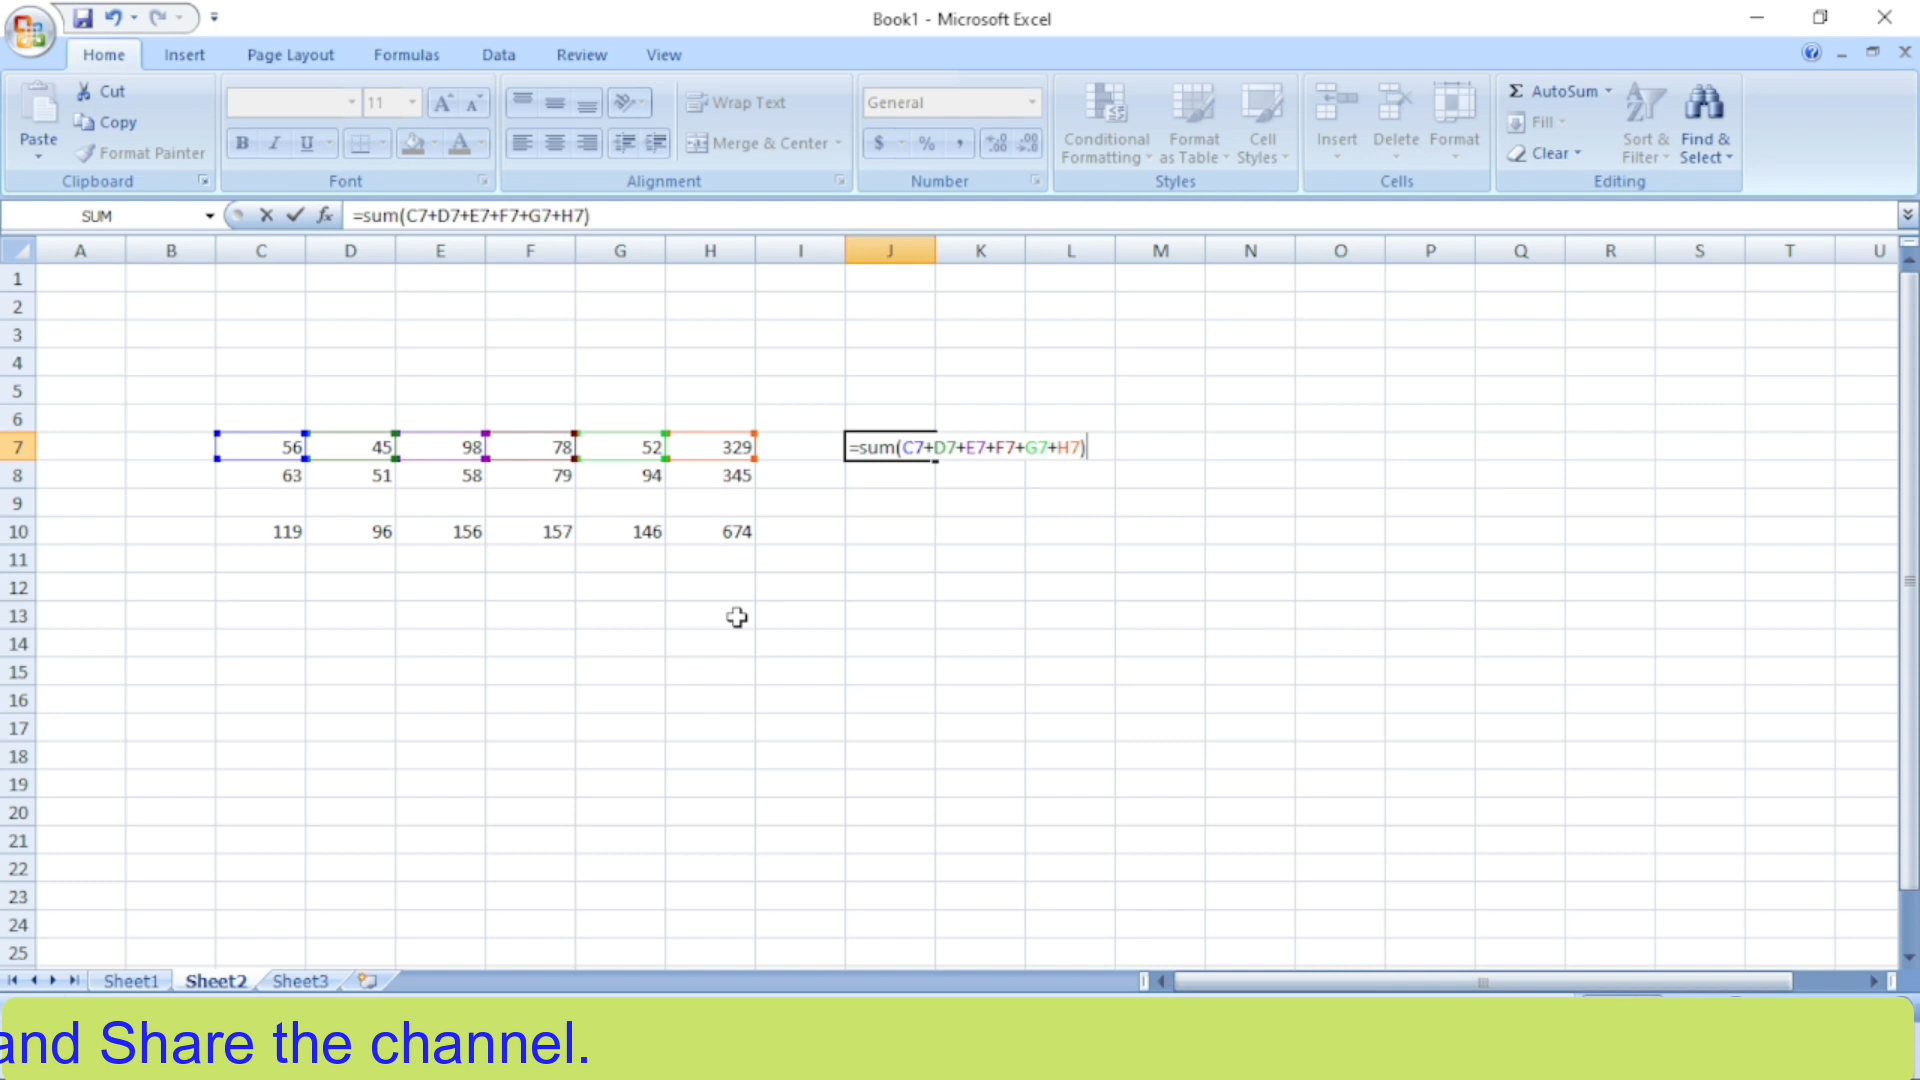 Book1 - Microsoft Excel
Home Insert Page Layout Formulas Data Review View
Paste
Cut
Copy
Format Painter
Clipboard
11
B I U
Font
Wrap Text
Merge & Center
Alignment
General
$ % ,
Number
Conditional
Formatting
Format
as Table
Cell
Styles
Styles
Insert Delete Format
Cells
Σ AutoSum
Fill
Clear
Sort &
Filter
Find &
Select
Editing
SUM fx =sum(C7+D7+E7+F7+G7+H7)
A B C D E F G H I J K L M N O P Q R S T U
1
2
3
4
5
6
7 56 45 98 78 52 329 =sum(C7+D7+E7+F7+G7+H7)
8 63 51 58 79 94 345
9
10 119 96 156 157 146 674
11
12
13
14
15
16
17
18
19
20
21
22
23
24
25
Sheet1 Sheet2 Sheet3
and Share the channel.